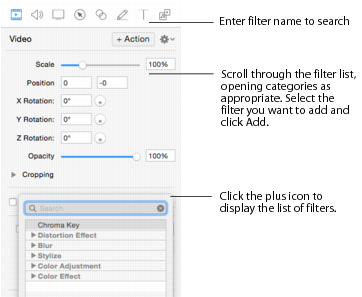 Enter filter name to search
Video
+ Action
Scale
100%
Position
0
-0
X Rotation:
0°
Y Rotation:
0°
Z Rotation:
0°
Opacity
100%
Cropping
Scroll through the filter list,
opening categories as
appropriate. Select the
filter you want to add and
click Add.
Click the plus icon to
display the list of filters.
Search
Chroma Key
Distortion Effect
Blur
Stylize
Color Adjustment
Color Effect